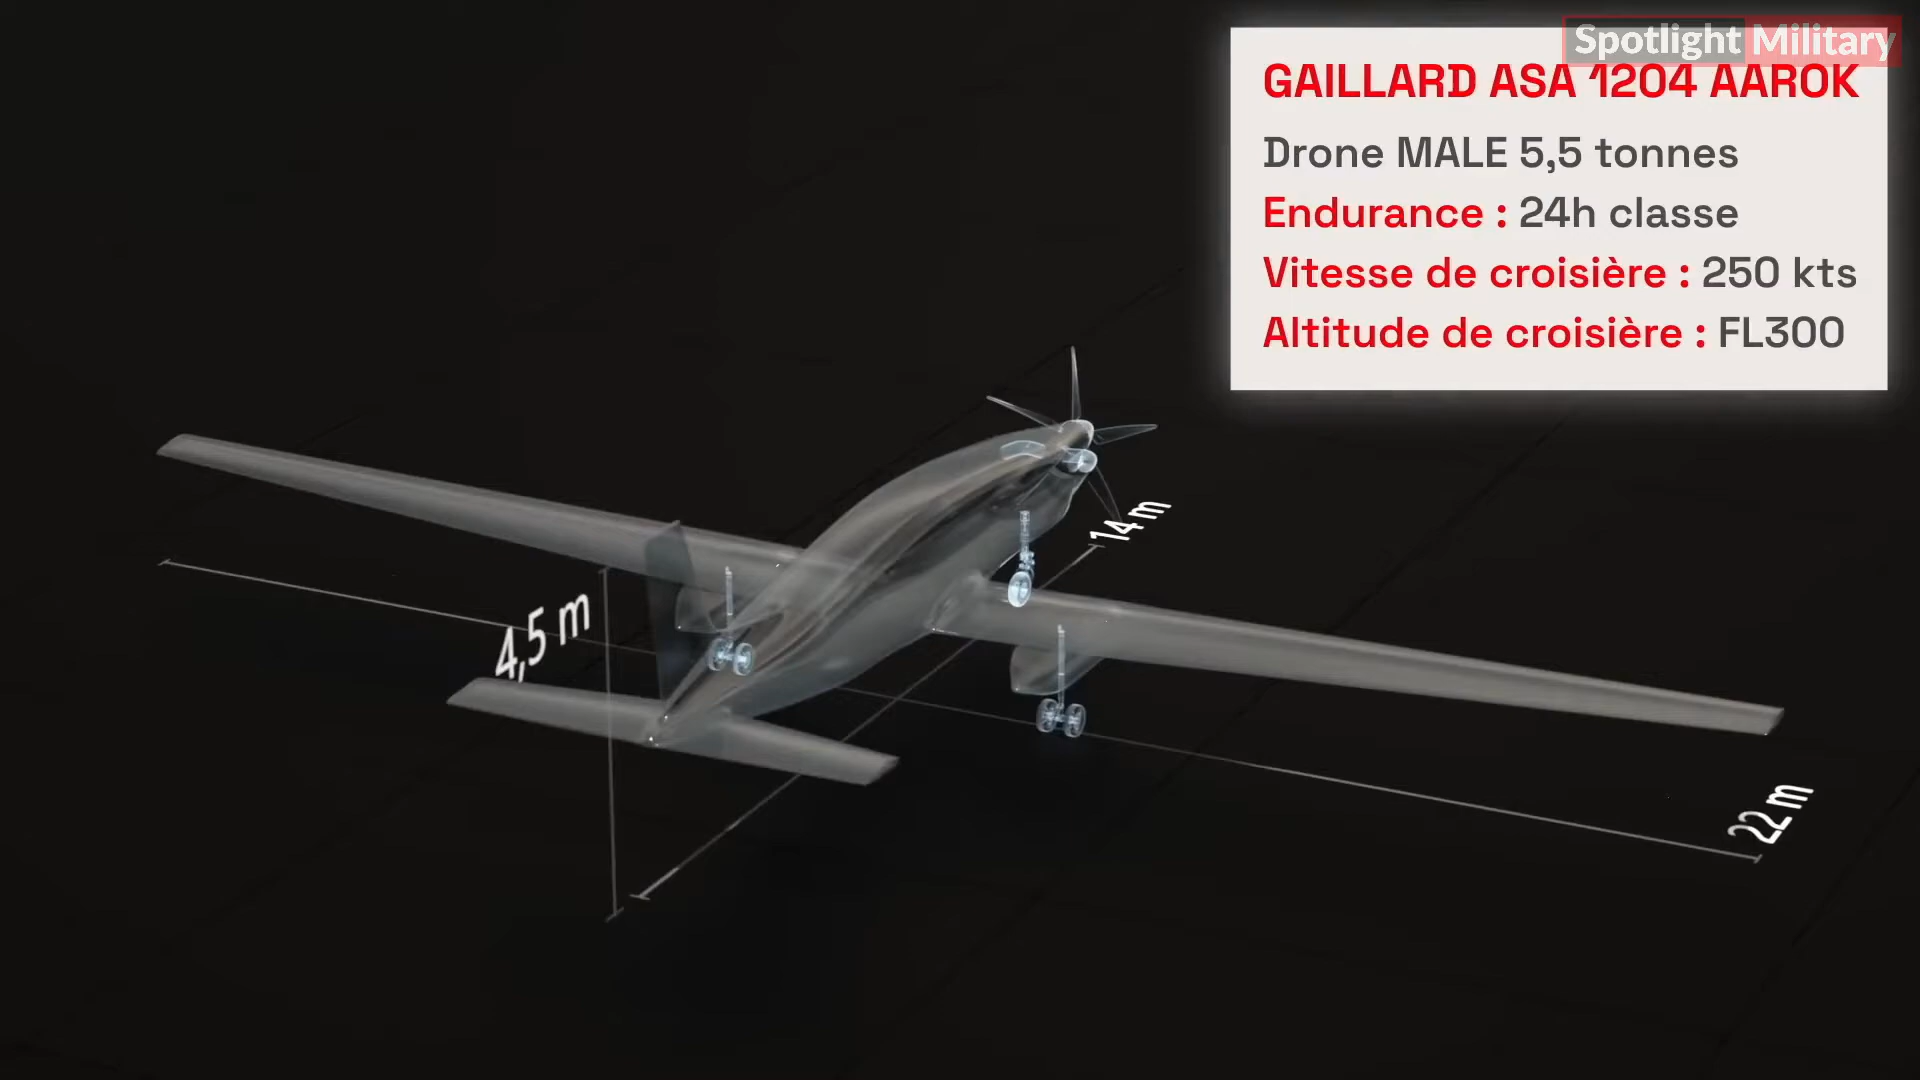 Spotlight Military
GAILLARD ASA 1204 AAROK
Drone MALE 5,5 tonnes
Endurance : 24h classe
Vitesse de croisière : 250 kts
Altitude de croisière : FL300
14 m
4,5 m
22 m